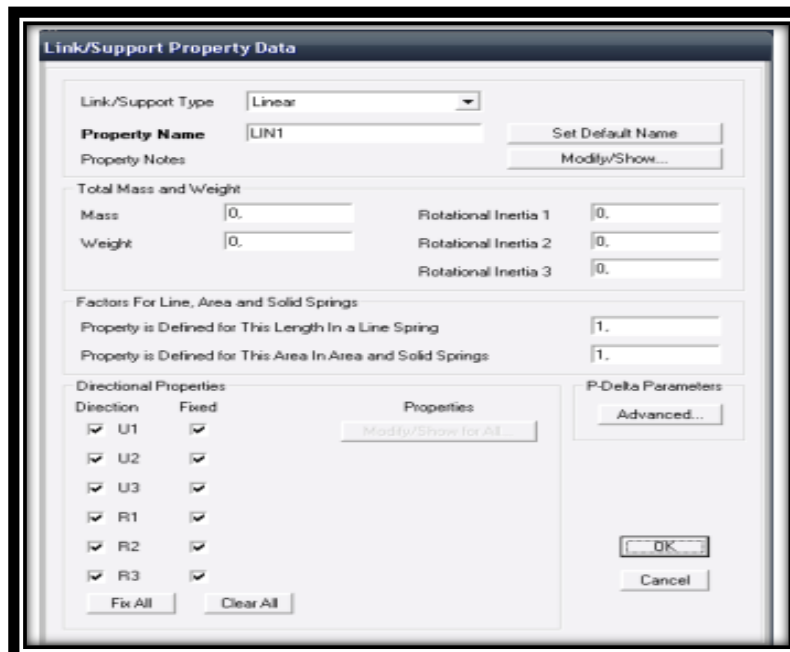 Link/Support Property Data
Link/Support Type Linear
Property Name LIN1 Set Default Name
Property Notes Modify/Show...
Total Mass and Weight
Mass 0. Rotational Inertia 1 0.
Weight 0. Rotational Inertia 2 0.
Rotational Inertia 3 0.
Factors For Line, Area and Solid Springs
Property is Defined for This Length In a Line Spring 1.
Property is Defined for This Area In Area and Solid Springs 1.
Directional Properties P-Delta Parameters
Direction Fixed Properties Advanced...
U1 Modify/Show for All...
U2
U3
R1
R2 OK
R3 Cancel
Fix All Clear All